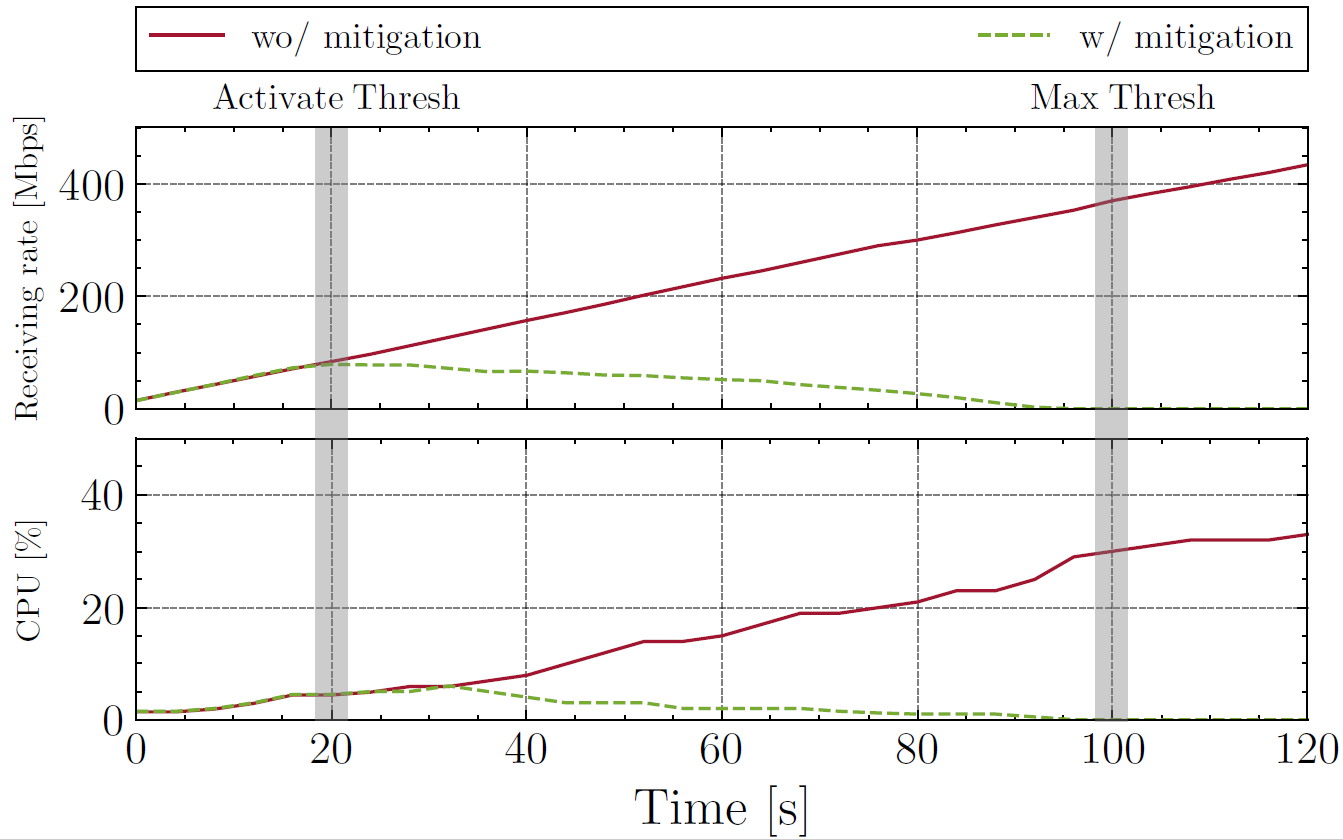 wo/ mitigation w/ mitigation
Activate Thresh Max Thresh
Receiving rate [Mbps]
400
200
0
CPU [%]
40
20
0
0 20 40 60 80 100 120
Time [s]